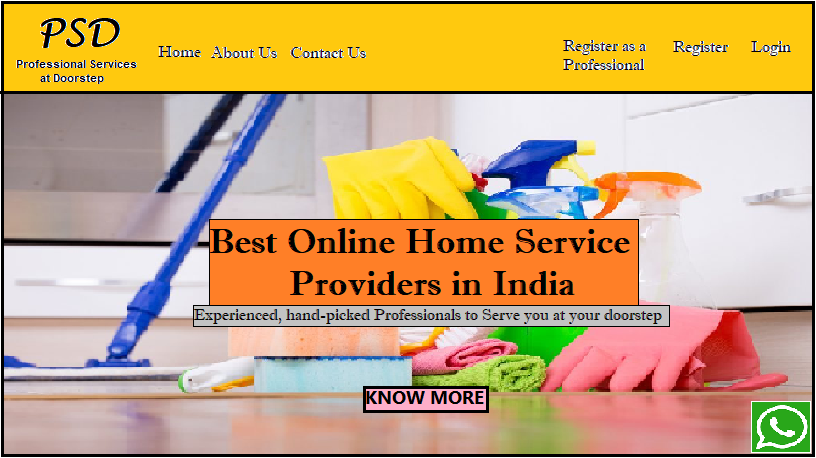 PSD
Professional Services
at Doorstep
Home About Us Contact Us
Register as a
Professional
Register Login
Best Online Home Service
Providers in India
Experienced, hand-picked Professionals to Serve you at your doorstep
KNOW MORE